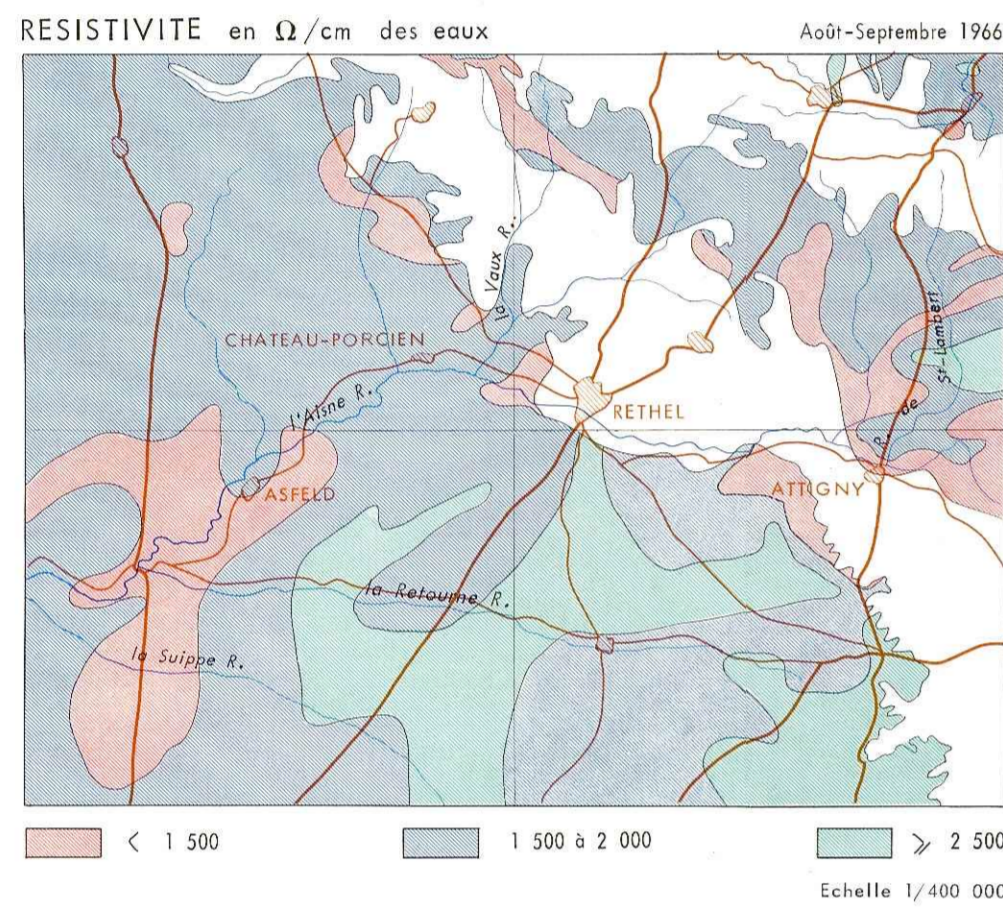 RESISTIVITE en Ω/cm des eaux
Août-Septembre 1966
la Vaux R.
St-Lambert
R. de
CHATEAU-PORCIEN
l'Aisne R.
RETHEL
ASFELD
ATTIGNY
la Retourne R.
la Suippe R.
< 1 500
1 500 à 2 000
⩾ 2 500
Echelle 1/400 000